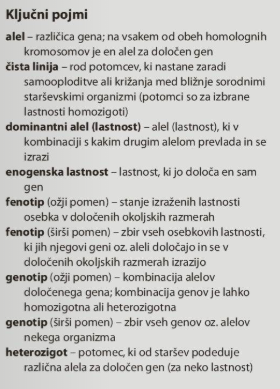 Ključni pojmi
alel – različica gena; na vsakem od obeh homolognih
kromosomov je en alel za določen gen
čista linija – rod potomcev, ki nastane zaradi
samooploditve ali križanja med bližnje sorodnimi
starševskimi organizmi (potomci so za izbrane
lastnosti homozigoti)
dominantni alel (lastnost) – alel (lastnost), ki v
kombinaciji s kakim drugim alelom prevlada in se
izrazi
enogenska lastnost – lastnost, ki jo določa en sam
gen
fenotip (ožji pomen) – stanje izraženih lastnosti
osebka v določenih okoljskih razmerah
fenotip (širši pomen) – zbir vseh osebkovih lastnosti,
ki jih njegovi geni oz. aleli določajo in se v
določenih okoljskih razmerah izrazijo
genotip (ožji pomen) – kombinacija alelov
določenega gena; kombinacija genov je lahko
homozigotna ali heterozigotna
genotip (širši pomen) – zbir vseh genov oz. alelov
nekega organizma
heterozigot – potomec, ki od staršev podeduje
različna alela za določen gen (za neko lastnost)